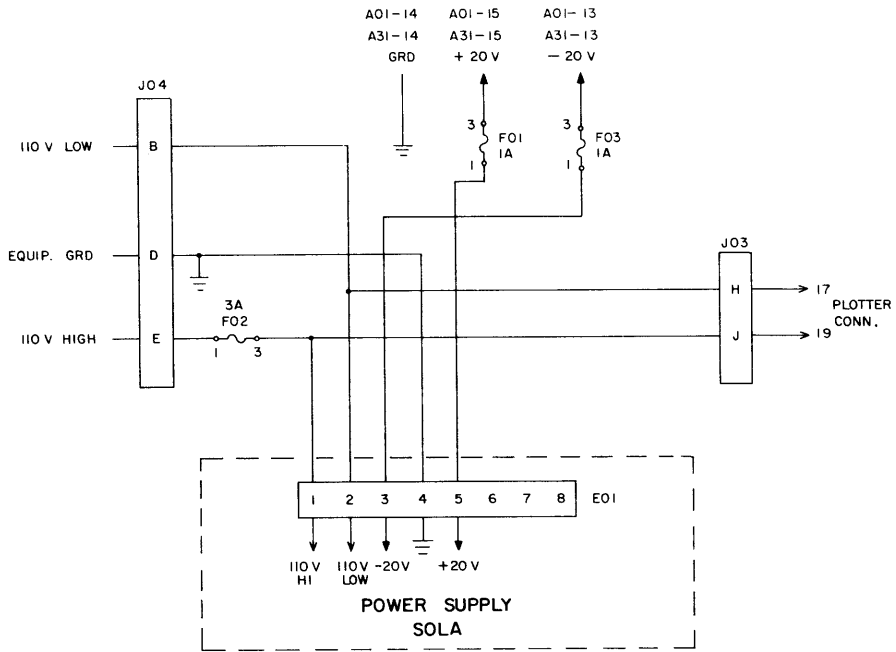 A01-14 A01-15 A01-13
A31-14 A31-15 A31-13
GRD + 20 V - 20 V
J04
3 F01 1A 1
3 F03 1A 1
110 V LOW B
EQUIP. GRD D
J03
H 17
PLOTTER CONN.
J 19
3A
F02
110 V HIGH E
1 3
1 2 3 4 5 6 7 8 E01
110 V HI
110 V LOW
-20V
+20V
POWER SUPPLY
SOLA